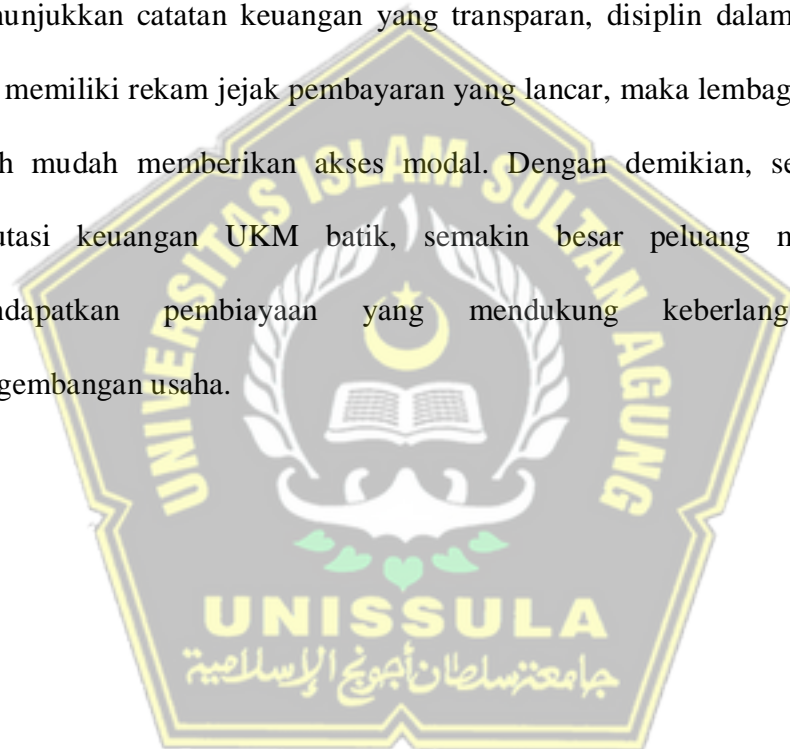 nunjukkan catatan keuangan yang transparan, disiplin dalam
memiliki rekam jejak pembayaran yang lancar, maka lembag
h mudah memberikan akses modal. Dengan demikian, se
utasi keuangan UKM batik, semakin besar peluang m
ndapatkan pembiayaan yang mendukung keberlang
gembangan usaha.
UNIVERSITAS ISLAM SULTAN AGUNG
UNISSULA
جامعة سلطان أجونج الإسلامية